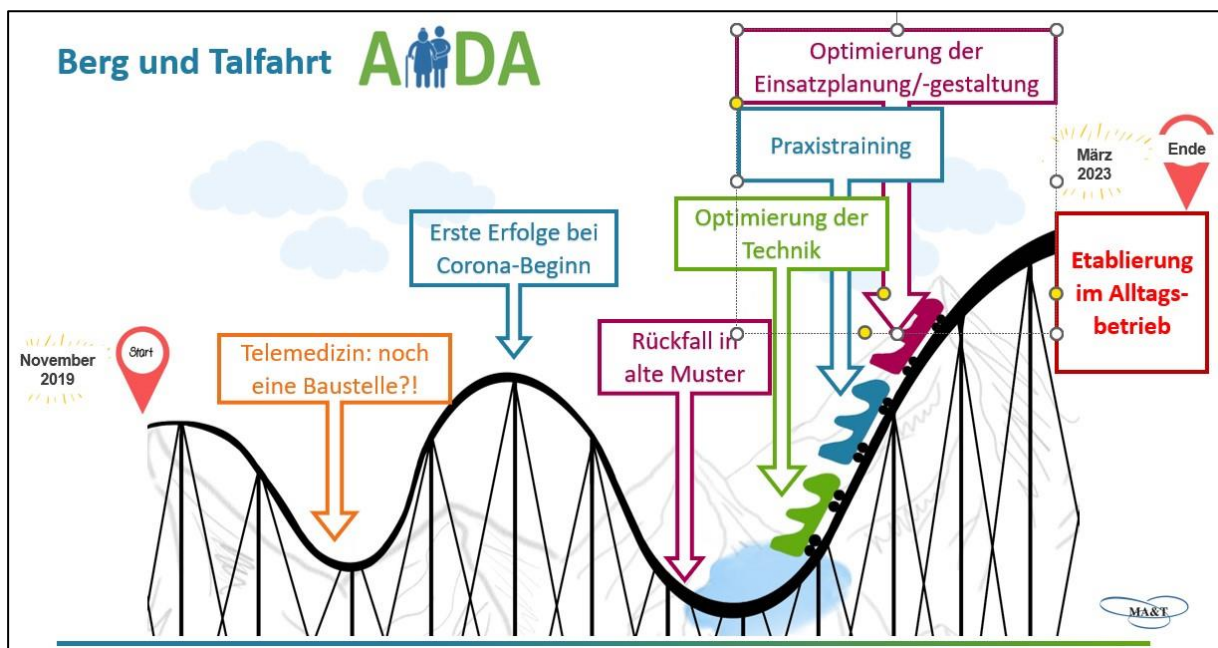 Berg und Talfahrt
AIDA
Optimierung der
Einsatzplanung/-gestaltung
Praxistraining
März
2023
Ende
Optimierung der
Technik
Erste Erfolge bei
Corona-Beginn
Etablierung
im Alltags-
betrieb
November
2019
Start
Telemedizin: noch
eine Baustelle?!
Rückfall in
alte Muster
MA&T